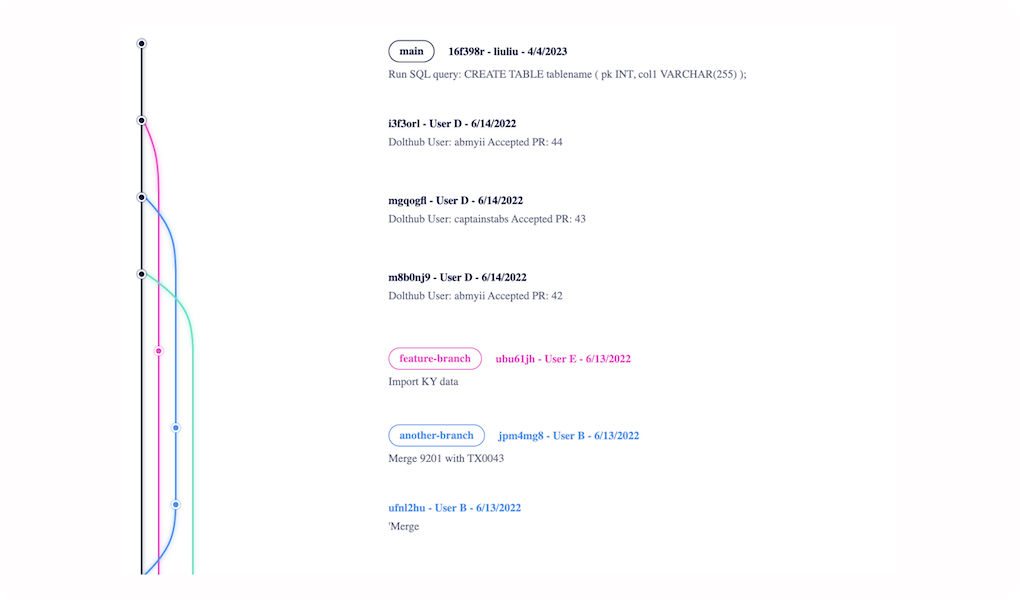 main 16f398r - liuliu - 4/4/2023
Run SQL query: CREATE TABLE tablename ( pk INT, col1 VARCHAR(255) );
i3f3orl - User D - 6/14/2022
Dolthub User: abmyii Accepted PR: 44
mgqogfl - User D - 6/14/2022
Dolthub User: captainstabs Accepted PR: 43
m8b0nj9 - User D - 6/14/2022
Dolthub User: abmyii Accepted PR: 42
feature-branch ubu61jh - User E - 6/13/2022
Import KY data
another-branch jpm4mg8 - User B - 6/13/2022
Merge 9201 with TX0043
ufnl2hu - User B - 6/13/2022
'Merge